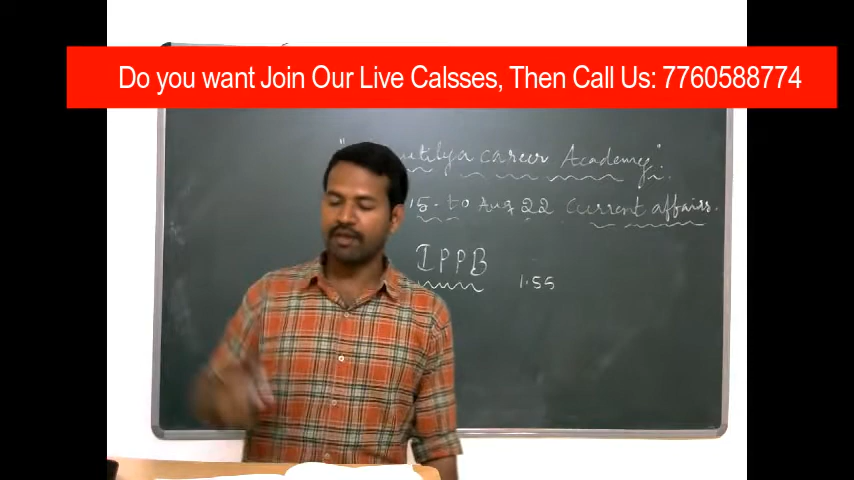 Do you want Join Our Live Calsses, Then Call Us: 7760588774
career Academy".
15 to Aug 22 Current affairs.
IPPB
1.55